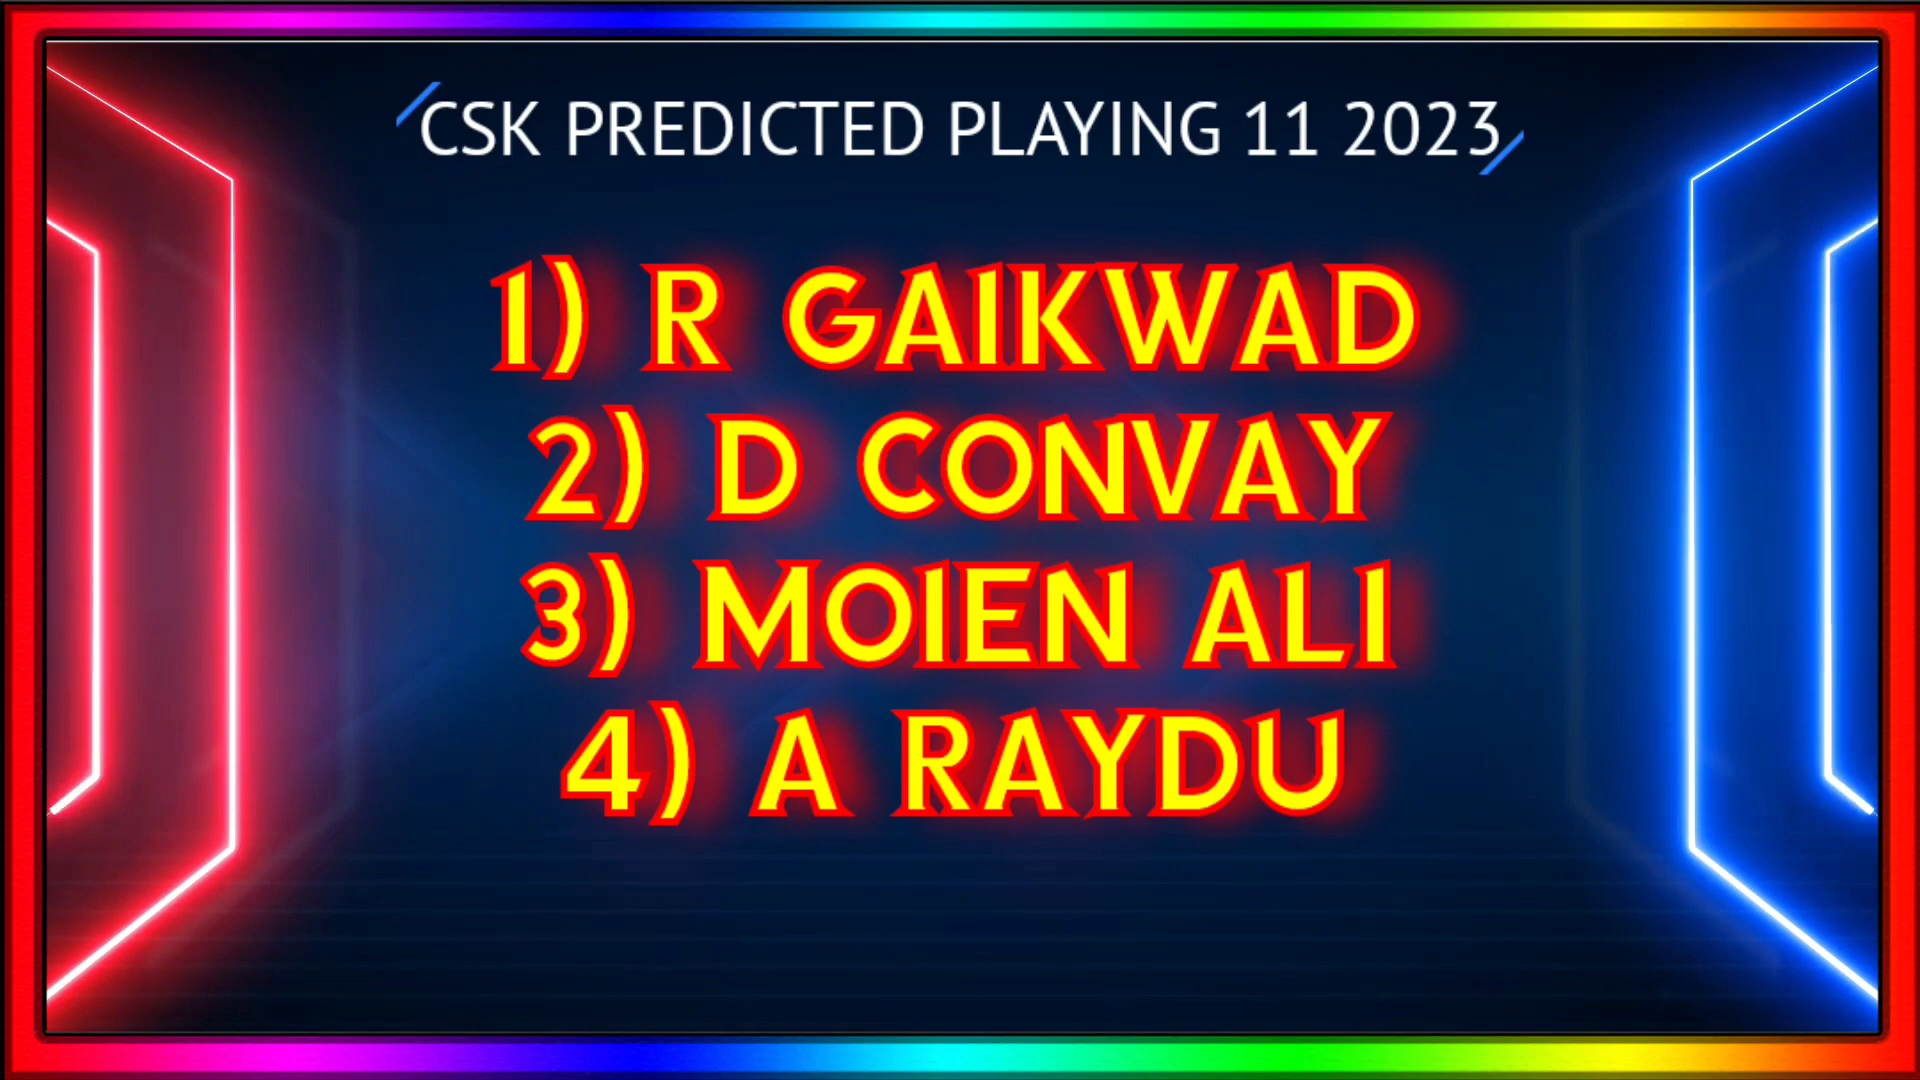 CSK PREDICTED PLAYING 11 2023
1) R GAIKWAD
2) D CONVAY
3) MOIEN ALI
4) A RAYDU